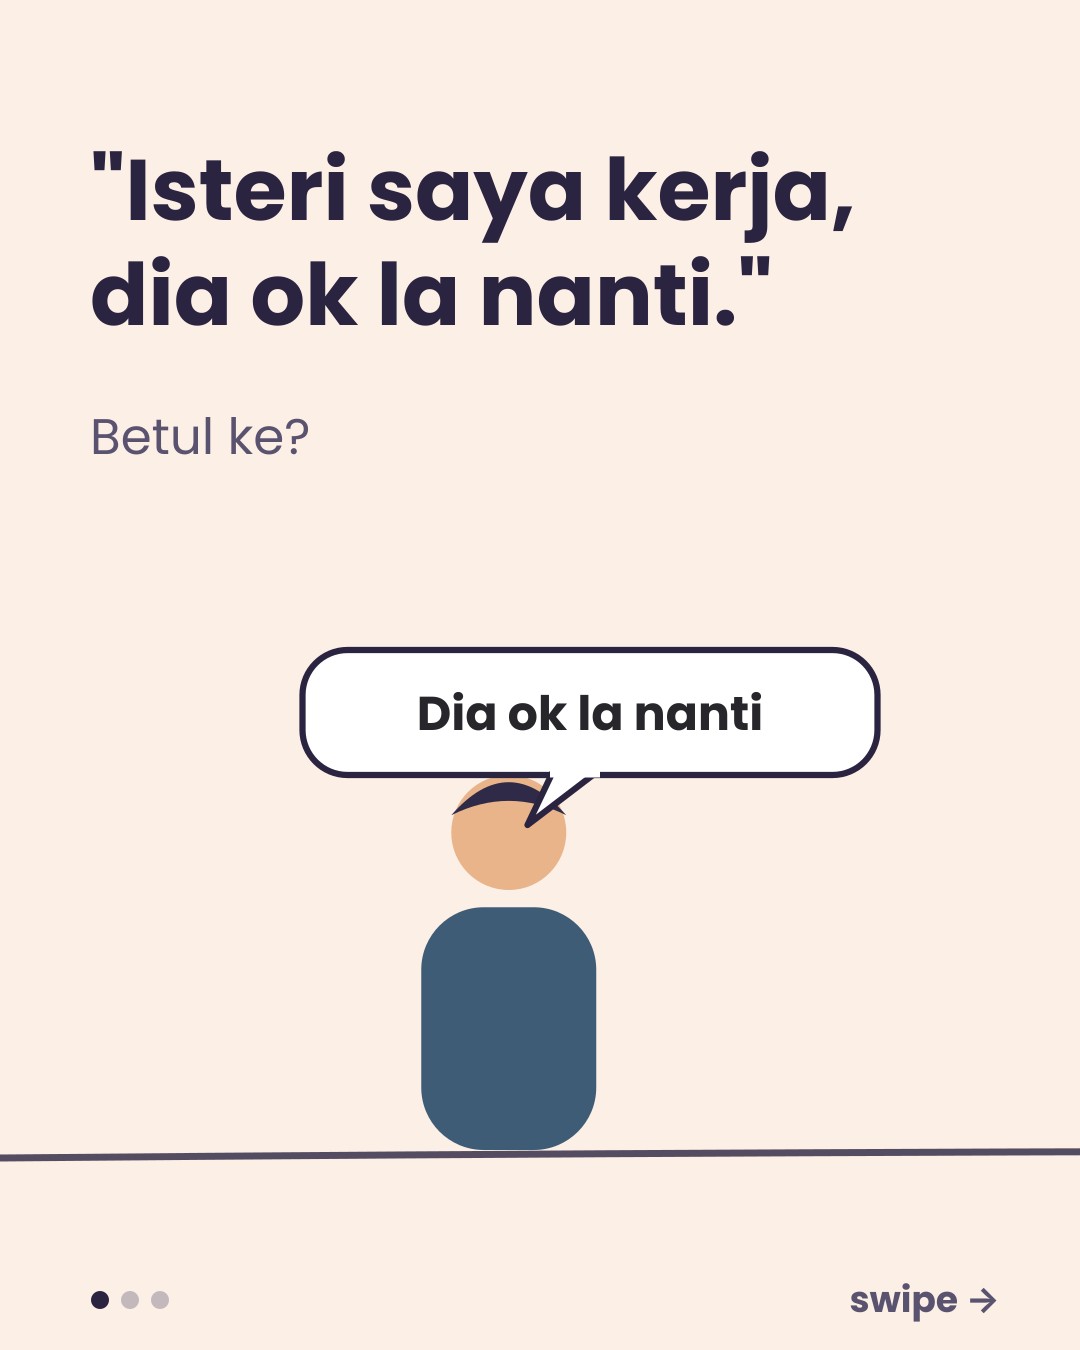 "Isteri saya kerja,
dia ok la nanti."
Betul ke?
Dia ok la nanti
swipe →